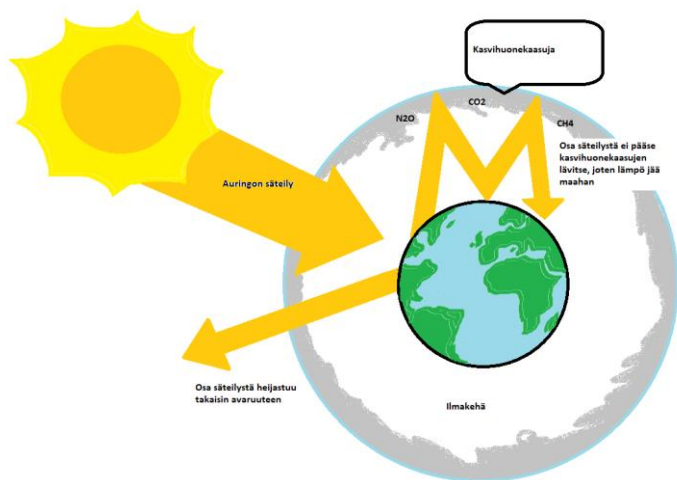 Kasvihuonekaasuja
CO2
N2O
CH4
Osa säteilystä ei pääse
kasvihuonekaasujen
lävitse, joten lämpö jää
maahan
Auringon säteily
Osa säteilystä heijastuu
takaisin avaruuteen
Ilmakehä